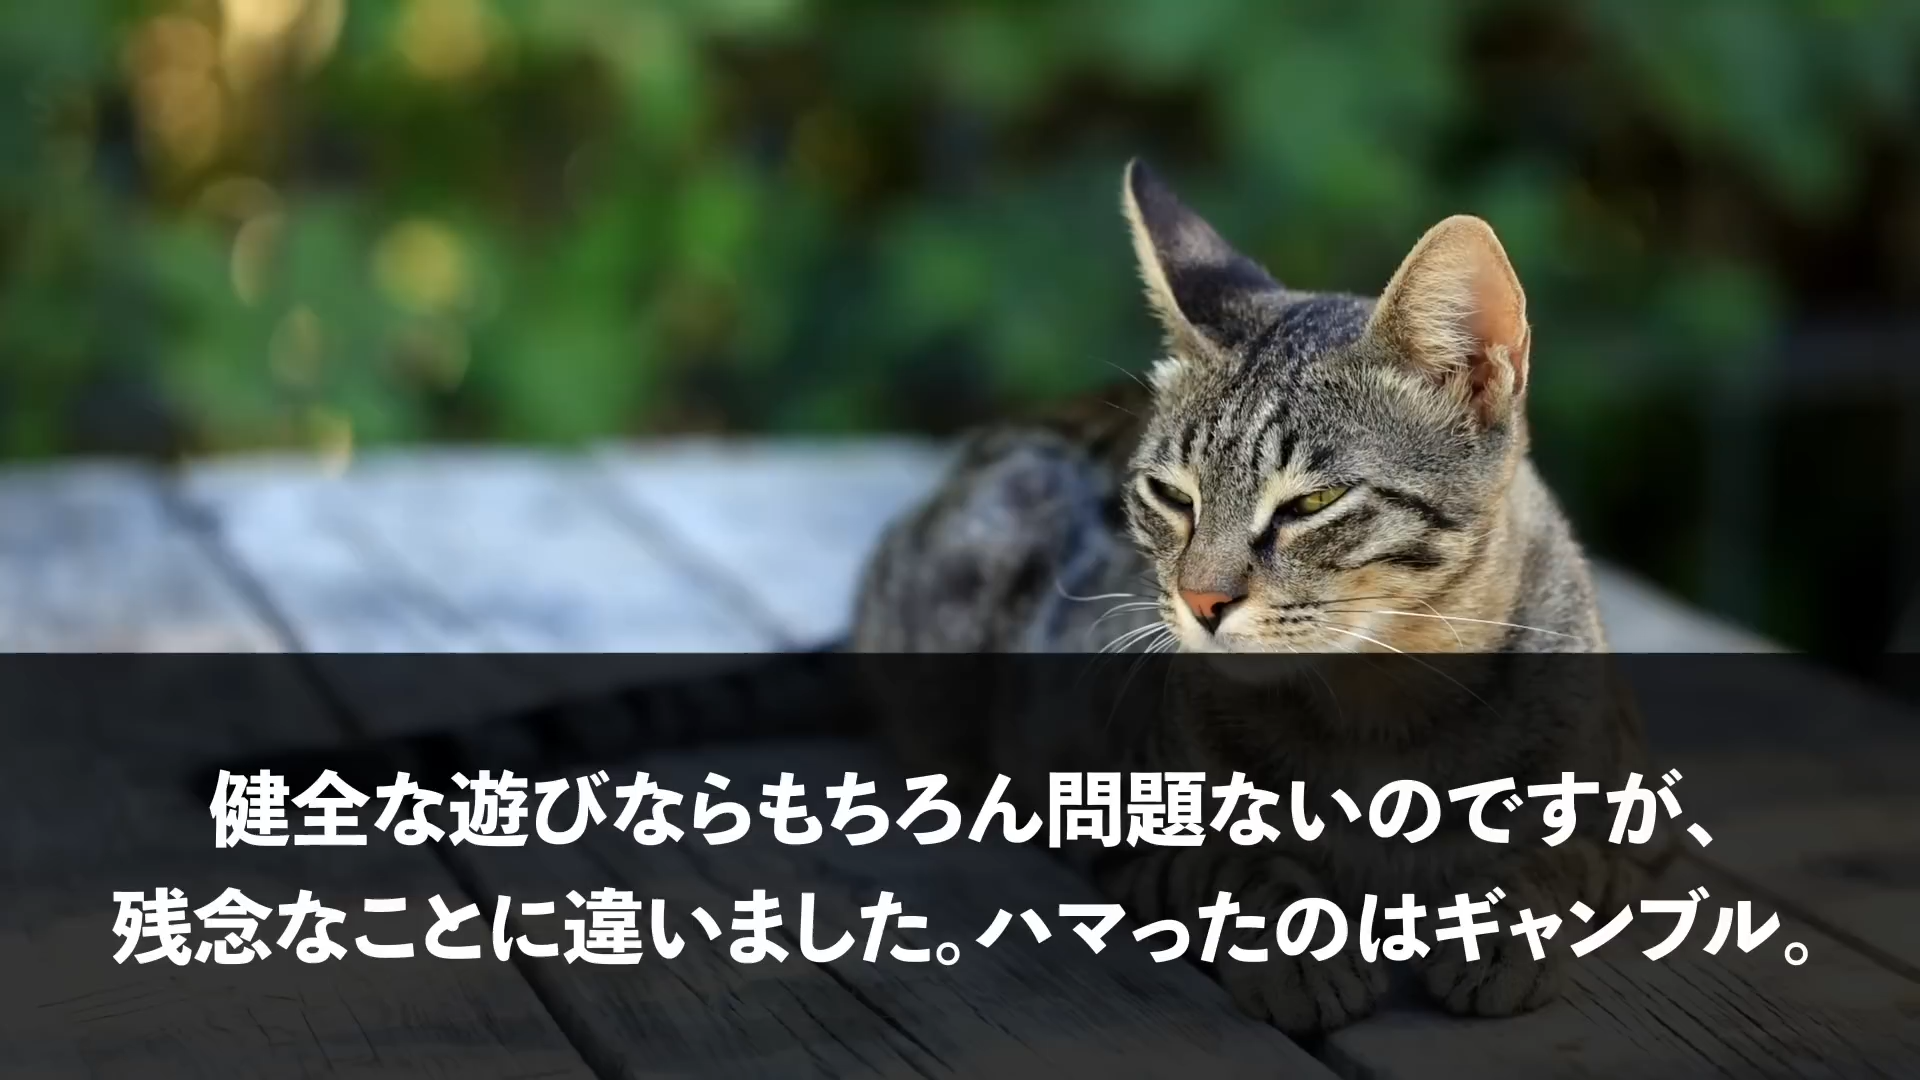 健全な遊びならもちろん問題ないのですが、
残念なことに違いました。ハマったのはギャンブル。